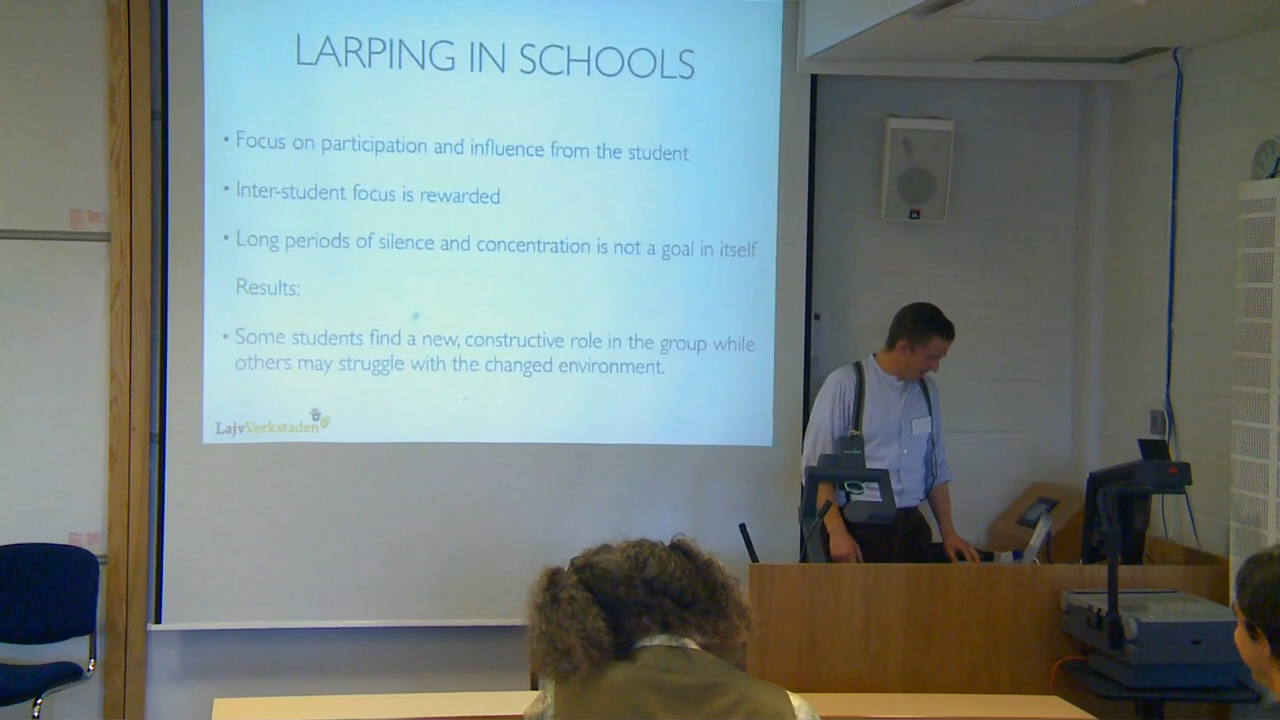 LARPING IN SCHOOLS
• Focus on participation and influence from the student
• Inter-student focus is rewarded
• Long periods of silence and concentration is not a goal in itself
Results:
• Some students find a new, constructive role in the group while
others may struggle with the changed environment.
LajvVerkstaden